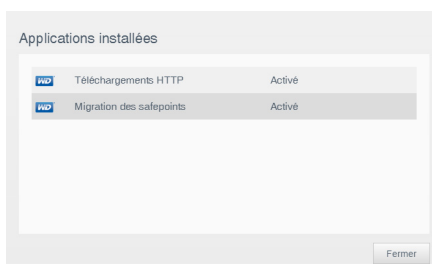 Applications installées
WD Téléchargements HTTP Activé
WD Migration des safepoints Activé
Fermer